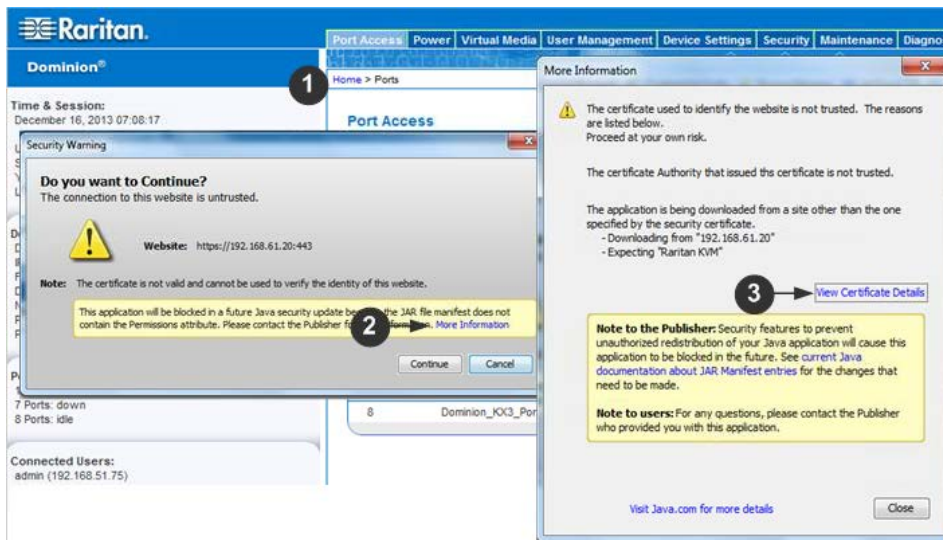 Raritan.
Port Access Power Virtual Media User Management Device Settings Security Maintenance Diagno
Dominion®
1
Home > Ports
Time & Session:
December 16, 2013 07:08:17
Port Access
Security Warning
Do you want to Continue?
The connection to this website is untrusted.
Website: https://192.168.61.20:443
Note: The certificate is not valid and cannot be used to verify the identity of this website.
This application will be blocked in a future Java security update the JAR file manifest does not
contain the Permissions attribute. Please contact the Publisher 2 More Information
Continue Cancel
7 Ports: down
8 Ports: idle
8 Dominion_KX3_Por
Connected Users:
admin (192.168.51.75)
More Information
The certificate used to identify the website is not trusted. The reasons
are listed below.
Proceed at your own risk.
The certificate Authority that issued ths certificate is not trusted.
The application is being downloaded from a site other than the one
specified by the security certificate.
- Downloading from "192.168.61.20"
- Expecting "Raritan KVM"
3 View Certificate Details
Note to the Publisher: Security features to prevent
unauthorized redistribution of your Java application will cause this
application to be blocked in the future. See current Java
documentation about JAR Manifest entries for the changes that
need to be made.
Note to users: For any questions, please contact the Publisher
who provided you with this application.
Visit Java.com for more details
Close